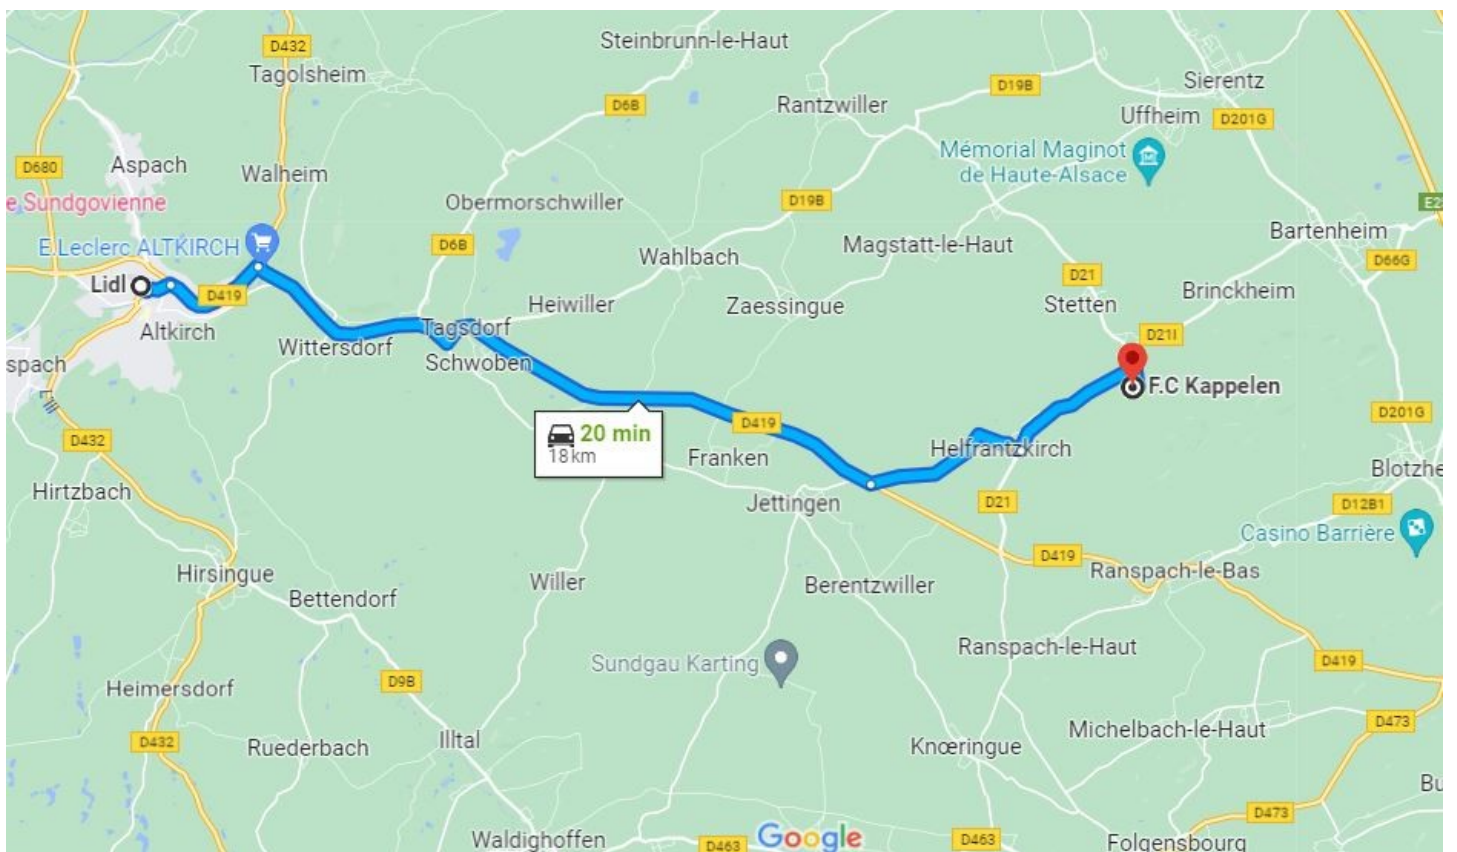 Steinbrunn-le-Haut
D432
Tagolsheim
Sierentz
D19B
D6B
Rantzwiller
Uffheim
D201G
Aspach
D680
Walheim
Mémorial Maginot
de Haute-Alsace
e Sundgovienne
Obermorschwiller
D19B
E2
Bartenheim
E.Leclerc ALTKIRCH
D6B
Wahlbach
Magstatt-le-Haut
D66G
D21
Lidl
D419
Heiwiller
Zaessingue
Stetten
Brinckheim
Altkirch
Tagsdorf
D21I
Wittersdorf
Schwoben
spach
F.C Kappelen
L'Ill
D432
20 min
18 km
D419
D201G
Franken
Helfrantzkirch
Blotzhe
Hirtzbach
Jettingen
D21
D12B1
Casino Barrière
D419
Hirsingue
Willer
Berentzwiller
Ranspach-le-Bas
Bettendorf
Ranspach-le-Haut
Sundgau Karting
D419
Heimersdorf
D9B
D473
Michelbach-le-Haut
D432
Ruederbach
Illtal
Knœringue
Bu
D473
Waldighoffen
D463
Google
D463
Folgensbourg